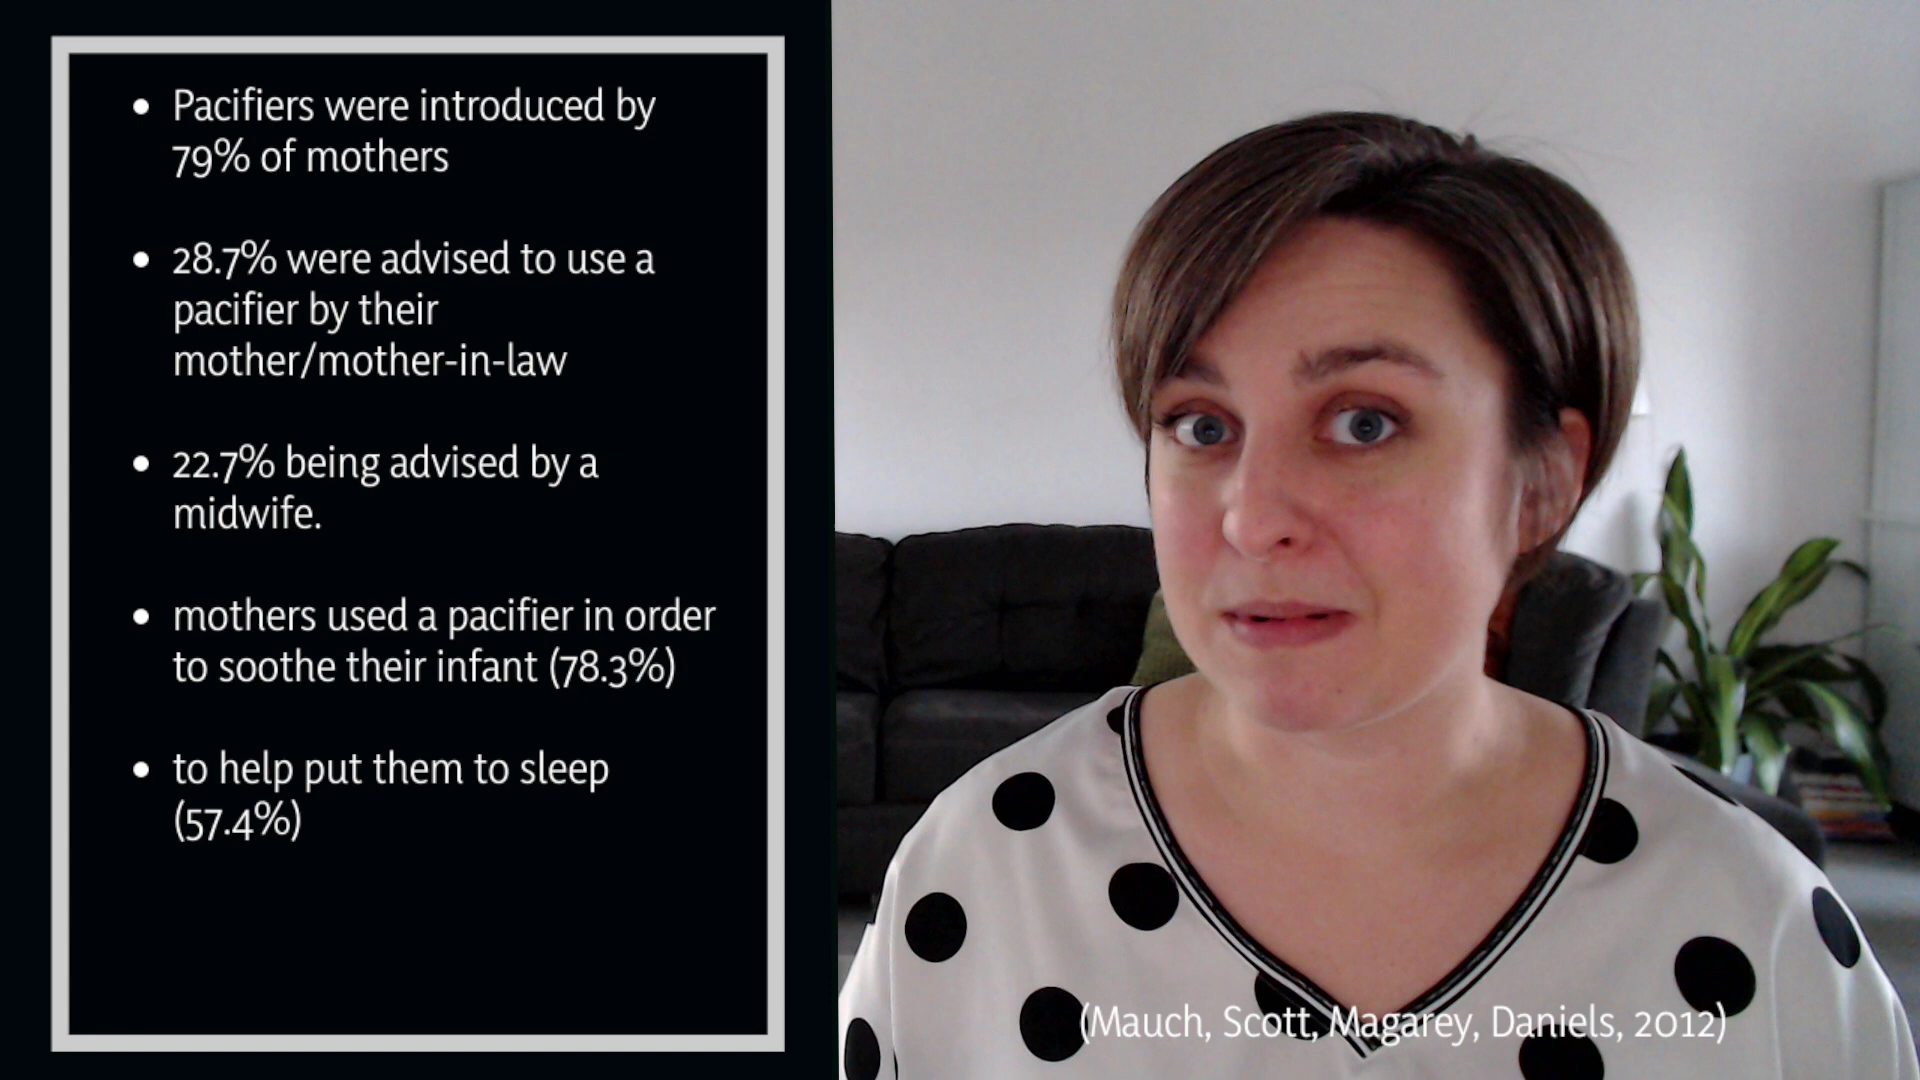 • Pacifiers were introduced by
79% of mothers
• 28.7% were advised to use a
pacifier by their
mother/mother-in-law
• 22.7% being advised by a
midwife.
• mothers used a pacifier in order
to soothe their infant (78.3%)
• to help put them to sleep
(57.4%)
(Mauch, Scott, Magarey, Daniels, 2012)